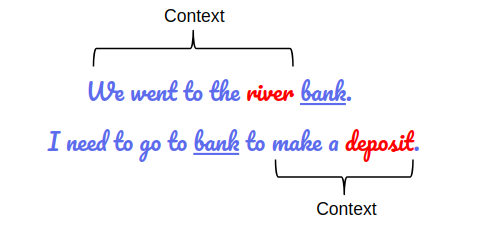 Context
We went to the river bank.
I need to go to bank to make a deposit.
Context